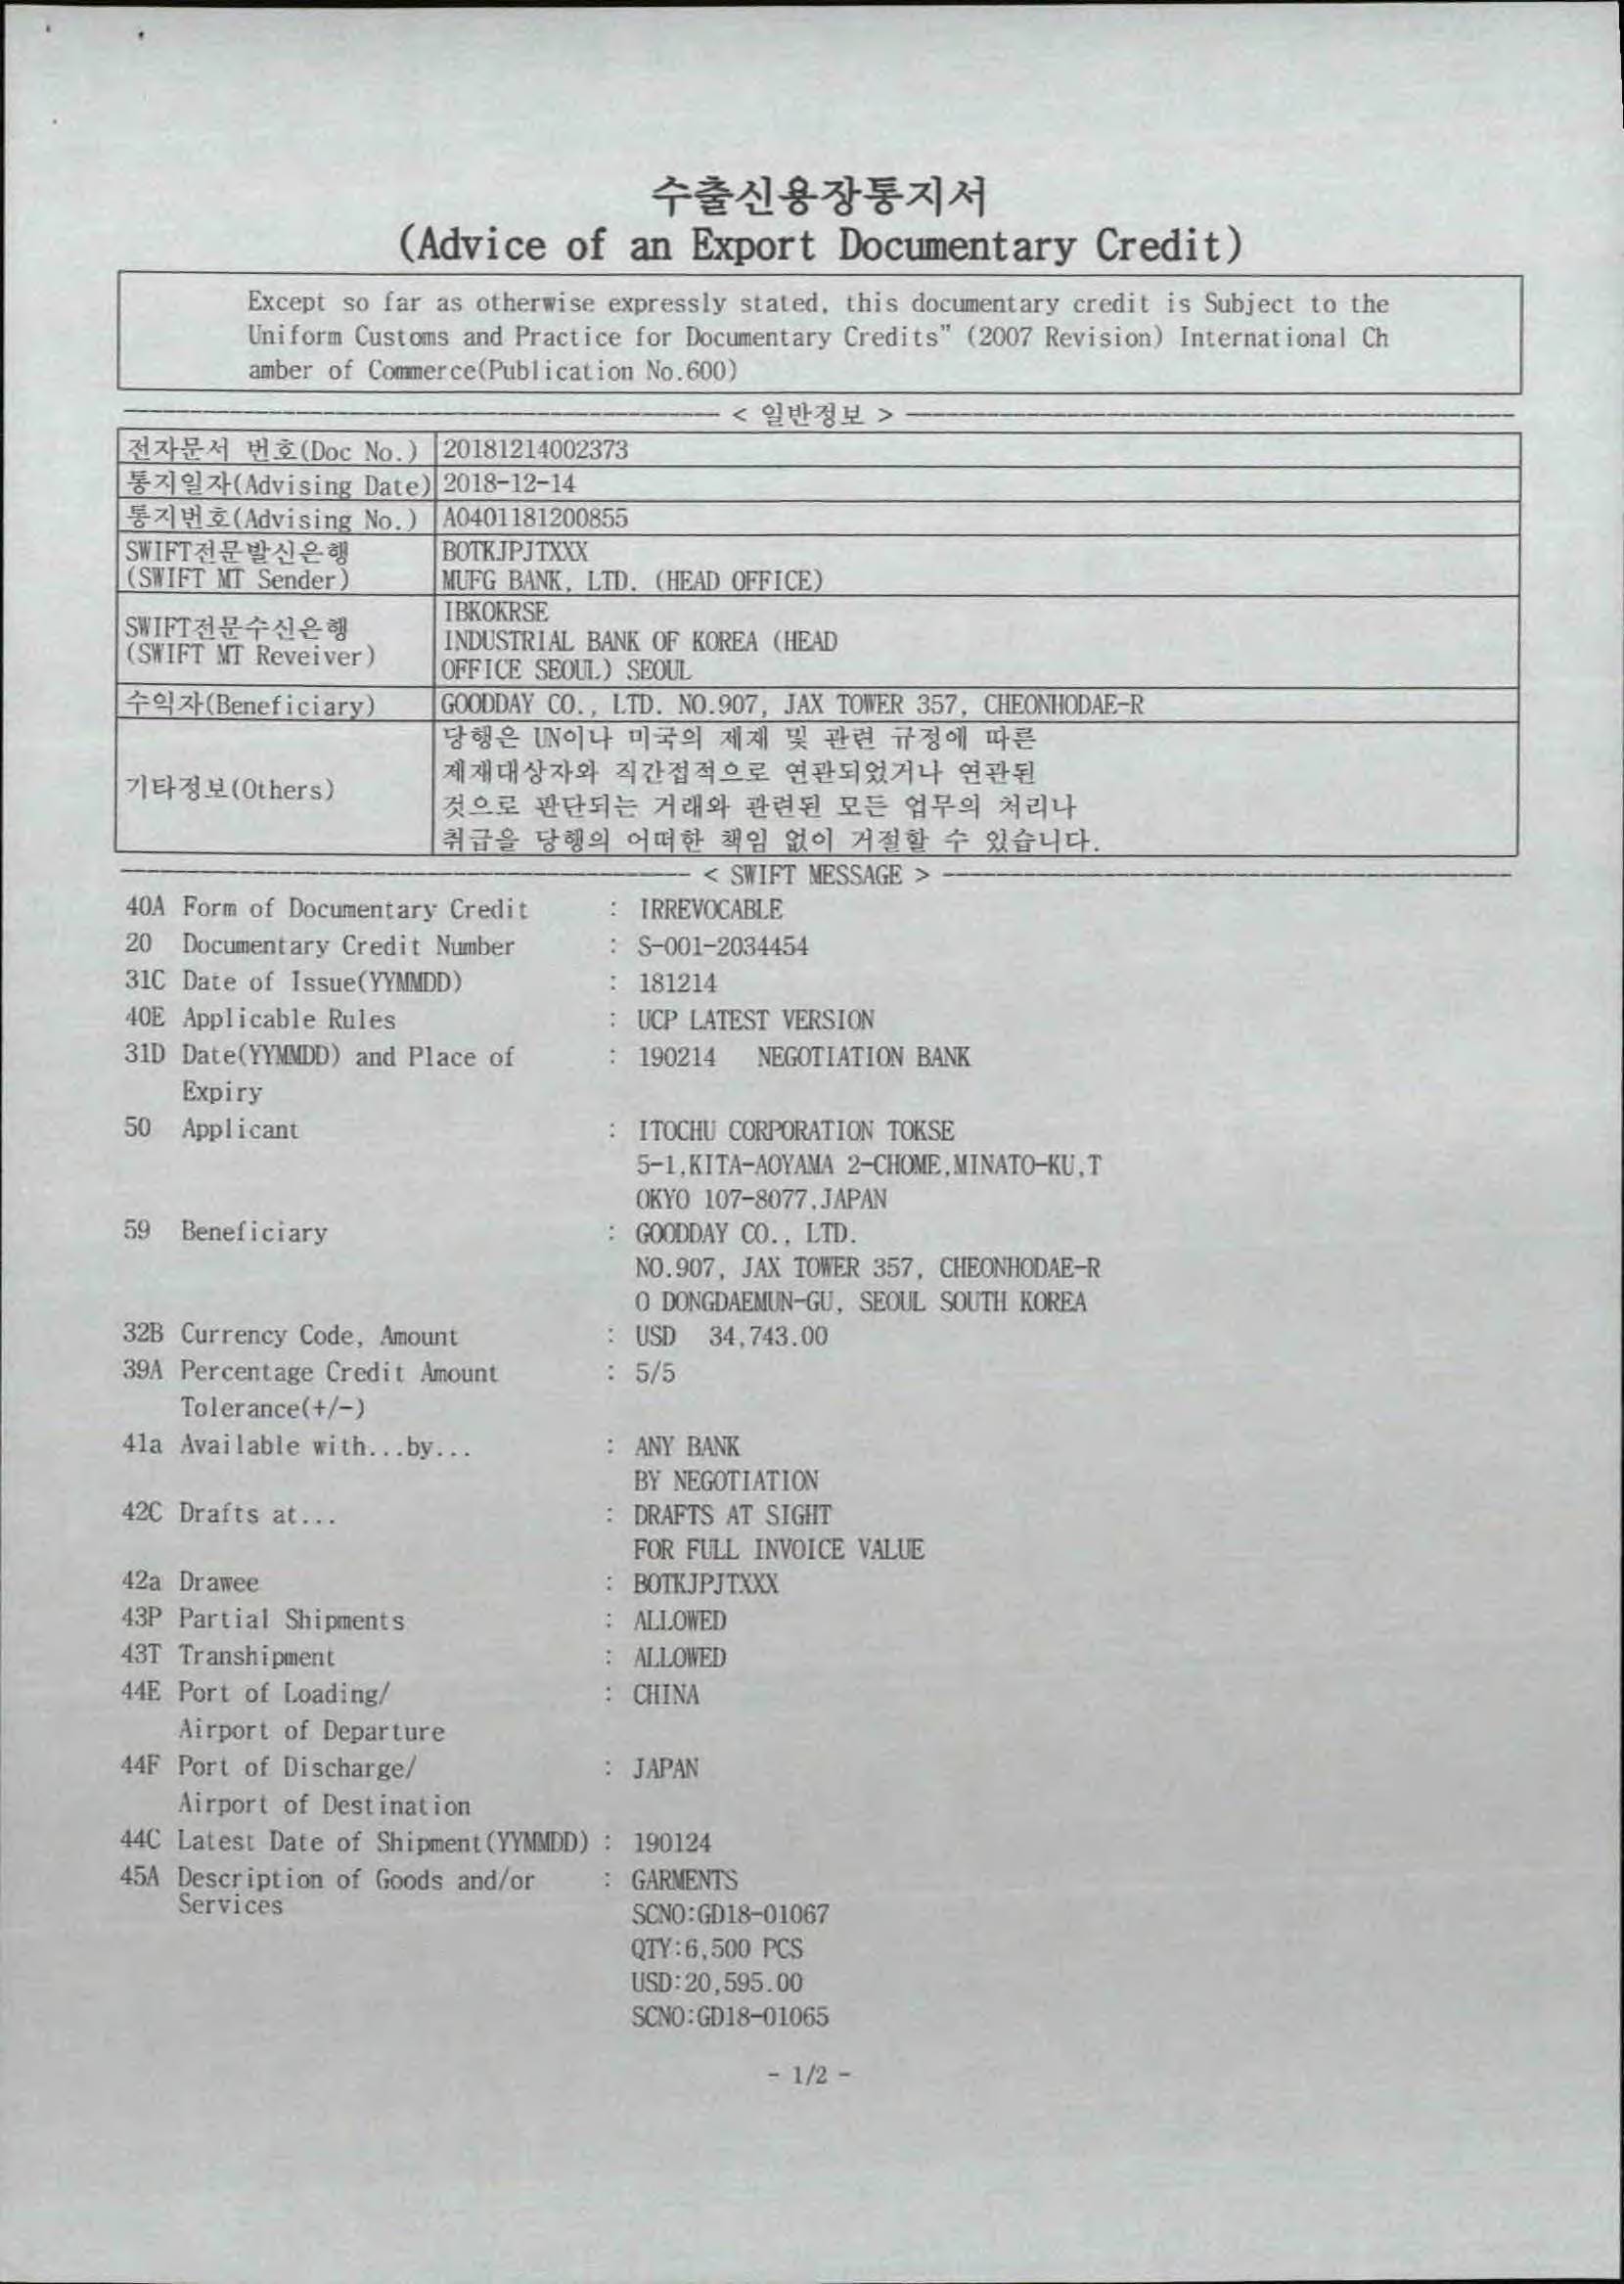 수출신용장통지서
(Advice of an Export Documentary Credit)
Except so far as otherwise expressly stated, this documentary credit is Subject to the
Uniform Customs and Practice for Documentary Credits" (2007 Revision) International Ch
amber of Commerce(Publication No.600)
< 일반정보 >
전자문서 번호(Doc No.) 20181214002373
통지일자(Advising Date) 2018-12-14
통지번호(Advising No.) A0401181200855
SWIFT전문발신은행 BOTKJPJTXXX
(SWIFT MT Sender) MUFG BANK, LTD. (HEAD OFFICE)
IBKOKRSE
SWIFT전문수신은행 INDUSTRIAL BANK OF KOREA (HEAD
(SWIFT MT Reveiver) OFFICE SEOUL) SEOUL
수익자(Beneficiary) GOODDAY CO., LTD. NO.907, JAX TOWER 357, CHEONHODAE-R
당행은 UN이나 미국의 제재 및 관련 규정에 따른
기타정보(Others) 제재대상자와 직간접적으로 연관되었거나 연관된
것으로 판단되는 거래와 관련된 모든 업무의 처리나
취급을 당행의 어떠한 책임 없이 거절할 수 있습니다.
< SWIFT MESSAGE >
40A Form of Documentary Credit : IRREVOCABLE
20 Documentary Credit Number : S-001-2034454
31C Date of Issue(YYMMDD) : 181214
40E Applicable Rules : UCP LATEST VERSION
31D Date(YYMMDD) and Place of : 190214 NEGOTIATION BANK
Expiry
50 Applicant : ITOCHU CORPORATION TOKSE
5-1,KITA-AOYAMA 2-CHOME,MINATO-KU,T
OKYO 107-8077,JAPAN
59 Beneficiary : GOODDAY CO., LTD.
NO.907, JAX TOWER 357, CHEONHODAE-R
O DONGDAEMUN-GU, SEOUL SOUTH KOREA
32B Currency Code, Amount : USD 34,743.00
39A Percentage Credit Amount : 5/5
Tolerance(+/-)
41a Available with...by... : ANY BANK
BY NEGOTIATION
42C Drafts at... : DRAFTS AT SIGHT
FOR FULL INVOICE VALUE
42a Drawee : BOTKJPJTXXX
43P Partial Shipments : ALLOWED
43T Transhipment : ALLOWED
44E Port of Loading/ : CHINA
Airport of Departure
44F Port of Discharge/ : JAPAN
Airport of Destination
44C Latest Date of Shipment(YYMMDD) : 190124
45A Description of Goods and/or : GARMENTS
Services
SCNO:GD18-01067
QTY:6,500 PCS
USD:20,595.00
SCNO:GD18-01065
- 1/2 -